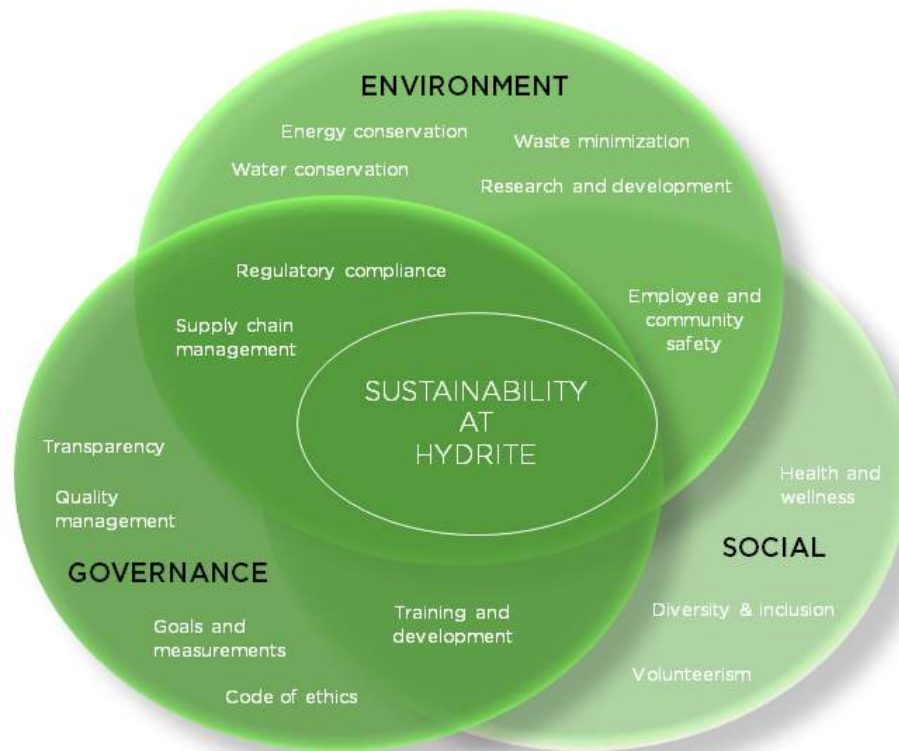 ENVIRONMENT
Energy conservation
Waste minimization
Water conservation
Research and development
Regulatory compliance
Supply chain
management
Employee and
community
safety
SUSTAINABILITY
AT
HYDRITE
Transparency
Quality
management
GOVERNANCE
Goals and
measurements
Code of ethics
Training and
development
Health and
wellness
SOCIAL
Diversity & inclusion
Volunteerism